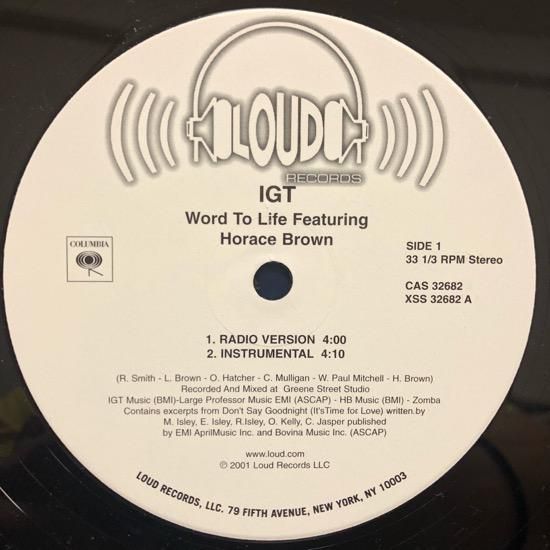 LOUD
RECORDS
IGT
Word To Life Featuring
Horace Brown
COLUMBIA
SIDE 1
33 1/3 RPM Stereo
CAS 32682
XSS 32682 A
1. RADIO VERSION 4:00
2. INSTRUMENTAL 4:10
(R. Smith - L. Brown - O. Hatcher - C. Mulligan - W. Paul Mitchell - H. Brown)
Recorded And Mixed at Greene Street Studio
IGT Music (BMI)-Large Professor Music EMI (ASCAP) - HB Music (BMI) - Zomba
Contains excerpts from Don't Say Goodnight (It'sTime for Love) written.by
M. Isley, E. Isley, R.Isley, O. Kelly, C. Jasper published
by EMI AprilMusic Inc. and Bovina Music Inc. (ASCAP)
www.loud.com
℗ 2001 Loud Records LLC
LOUD RECORDS, LLC. 79 FIFTH AVENUE, NEW YORK, NY 10003